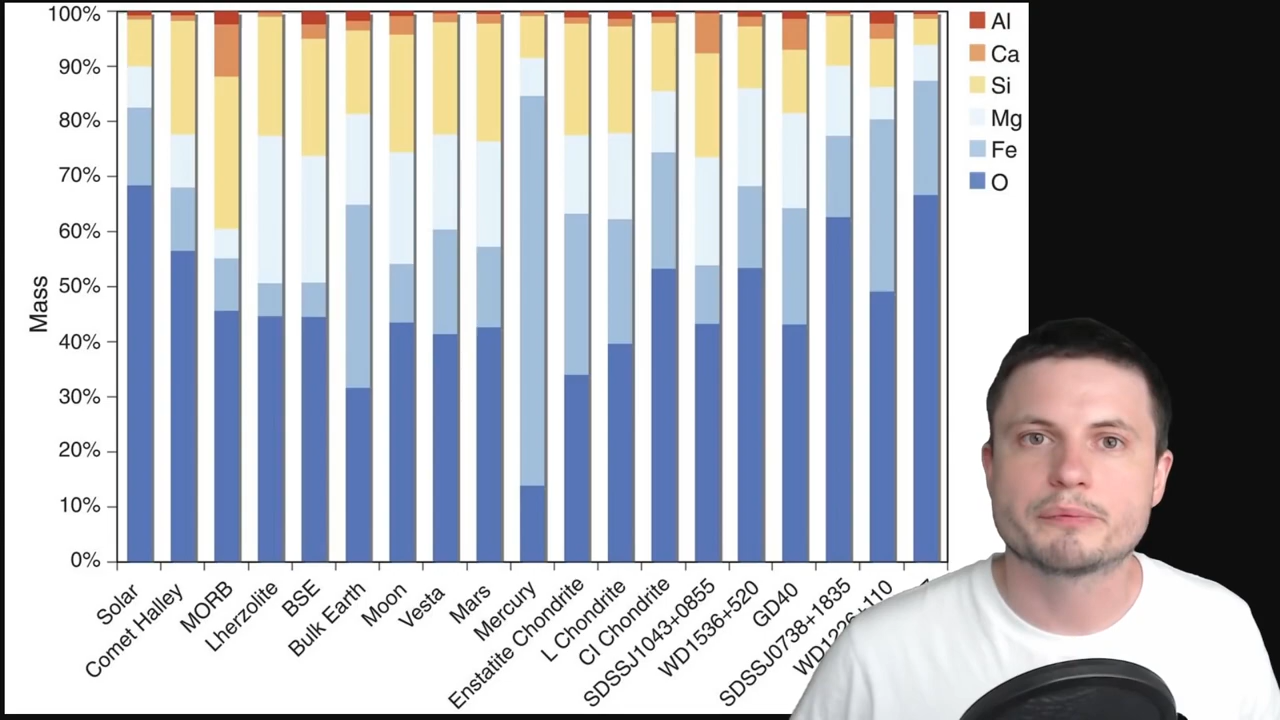 100%
90%
80%
70%
60%
50%
40%
30%
20%
10%
0%
Mass
Al
Ca
Si
Mg
Fe
O
Solar
Comet Halley
MORB
Lherzolite
BSE
Bulk Earth
Moon
Vesta
Mars
Mercury
Enstatite Chondrite
L Chondrite
CI Chondrite
SDSSJ1043+0855
WD1536+520
GD40
SDSSJ0738+1835